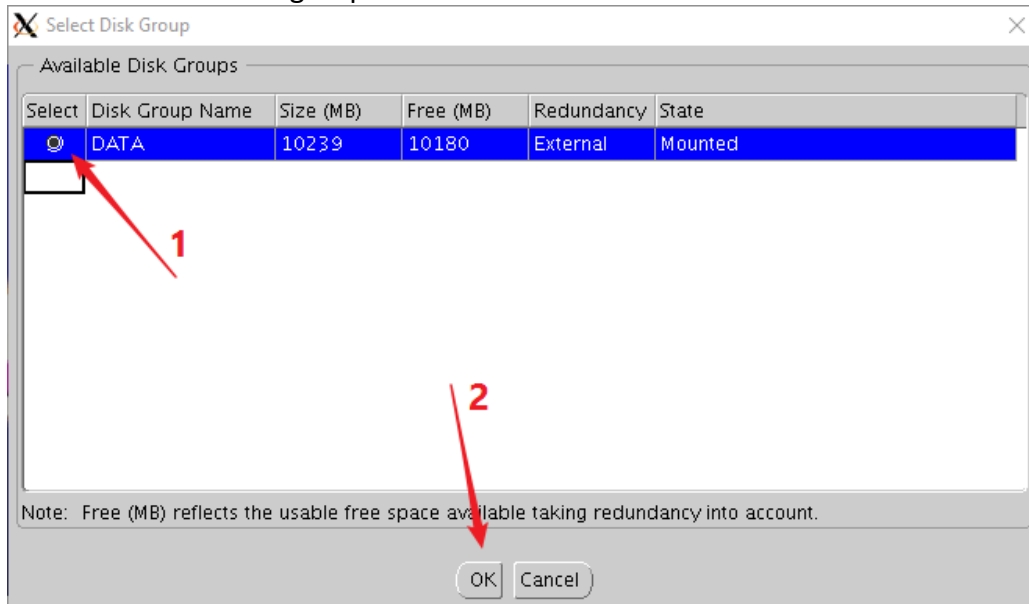 Select Disk Group
Available Disk Groups
Select Disk Group Name Size (MB) Free (MB) Redundancy State
DATA 10239 10180 External Mounted
1
2
Note: Free (MB) reflects the usable free space available taking redundancy into account.
OK Cancel